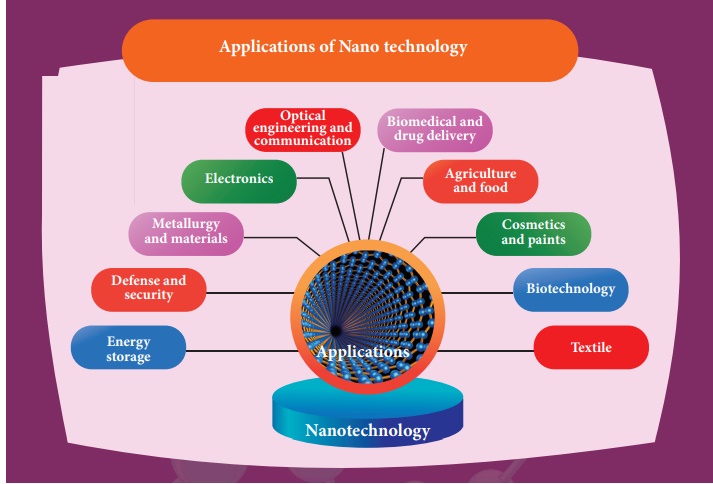 Applications of Nano technology
Optical
engineering and
communication
Biomedical and
drug delivery
Electronics
Agriculture
and food
Metallurgy
and materials
Cosmetics
and paints
Defense and
security
Biotechnology
Energy
storage
Applications
Textile
Nanotechnology